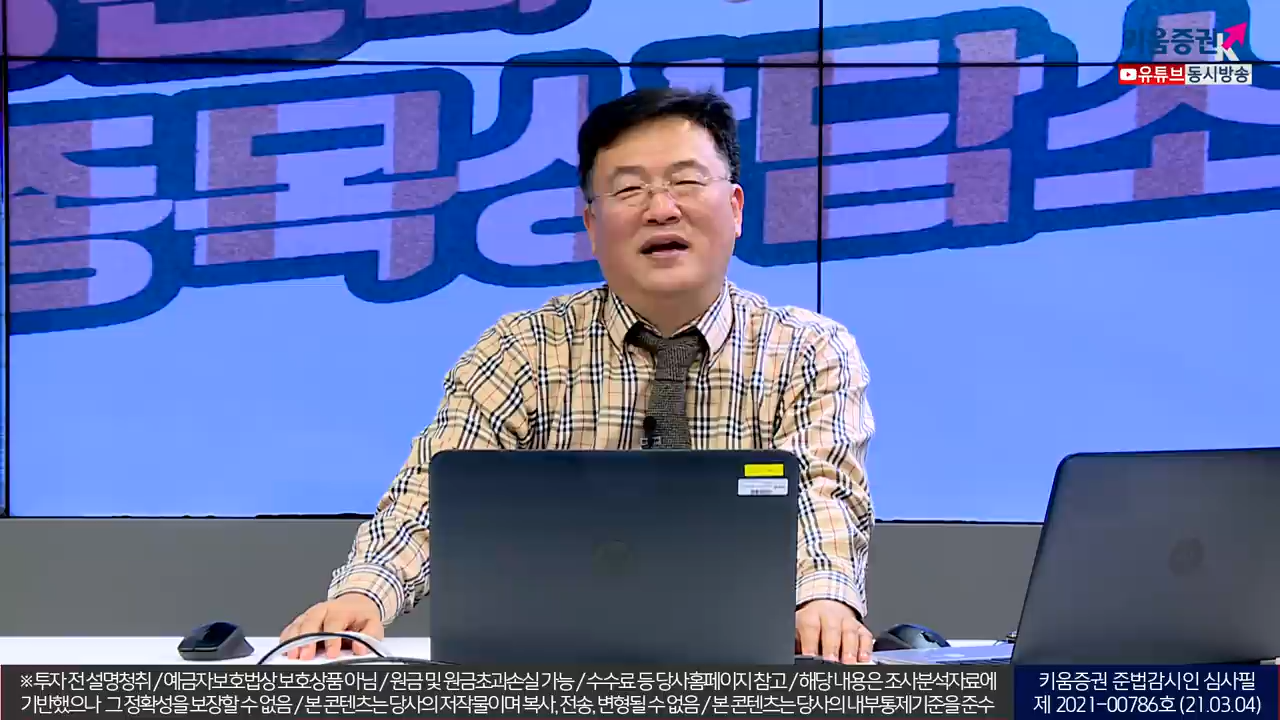 키움증권
유튜브 동시방송
종목상담소
※ 투자 전 설명청취 / 예금자보호법상 보호상품 아님 / 원금 및 원금초과손실 가능 / 수수료 등 당사홈페이지 참고 / 해당 내용은 조사분석자료에
기반했으나 그 정확성을 보장할 수 없음 / 본 콘텐츠는 당사의 저작물이며 복사, 전송, 변형될 수 없음 / 본 콘텐츠는 당사의 내부통제기준을 준수
키움증권 준법감시인 심사필
제 2021-00786호 (21.03.04)